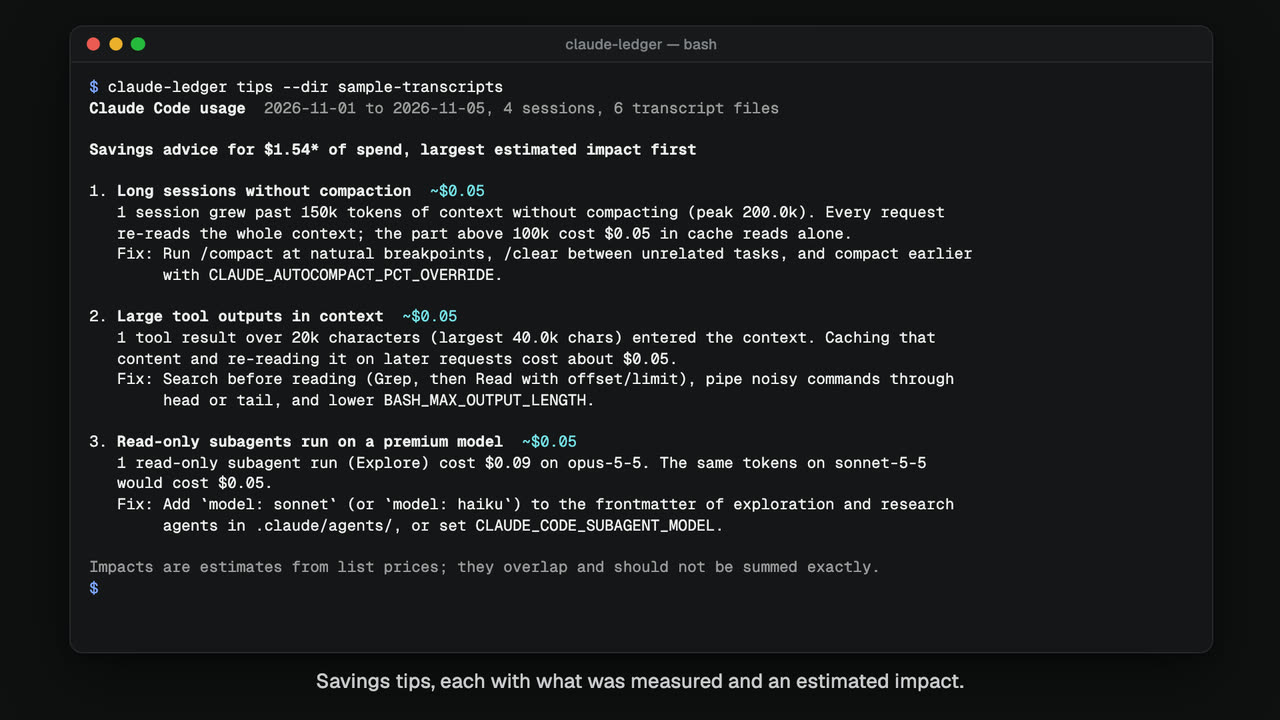 claude-ledger — bash
$ claude-ledger tips --dir sample-transcripts
Claude Code usage  2026-11-01 to 2026-11-05, 4 sessions, 6 transcript files
Savings advice for $1.54* of spend, largest estimated impact first
1. Long sessions without compaction  ~$0.05
1 session grew past 150k tokens of context without compacting (peak 200.0k). Every request
re-reads the whole context; the part above 100k cost $0.05 in cache reads alone.
Fix: Run /compact at natural breakpoints, /clear between unrelated tasks, and compact earlier
with CLAUDE_AUTOCOMPACT_PCT_OVERRIDE.
2. Large tool outputs in context  ~$0.05
1 tool result over 20k characters (largest 40.0k chars) entered the context. Caching that
content and re-reading it on later requests cost about $0.05.
Fix: Search before reading (Grep, then Read with offset/limit), pipe noisy commands through
head or tail, and lower BASH_MAX_OUTPUT_LENGTH.
3. Read-only subagents run on a premium model  ~$0.05
1 read-only subagent run (Explore) cost $0.09 on opus-5-5. The same tokens on sonnet-5-5
would cost $0.05.
Fix: Add `model: sonnet` (or `model: haiku`) to the frontmatter of exploration and research
agents in .claude/agents/, or set CLAUDE_CODE_SUBAGENT_MODEL.
Impacts are estimates from list prices; they overlap and should not be summed exactly.
$
Savings tips, each with what was measured and an estimated impact.